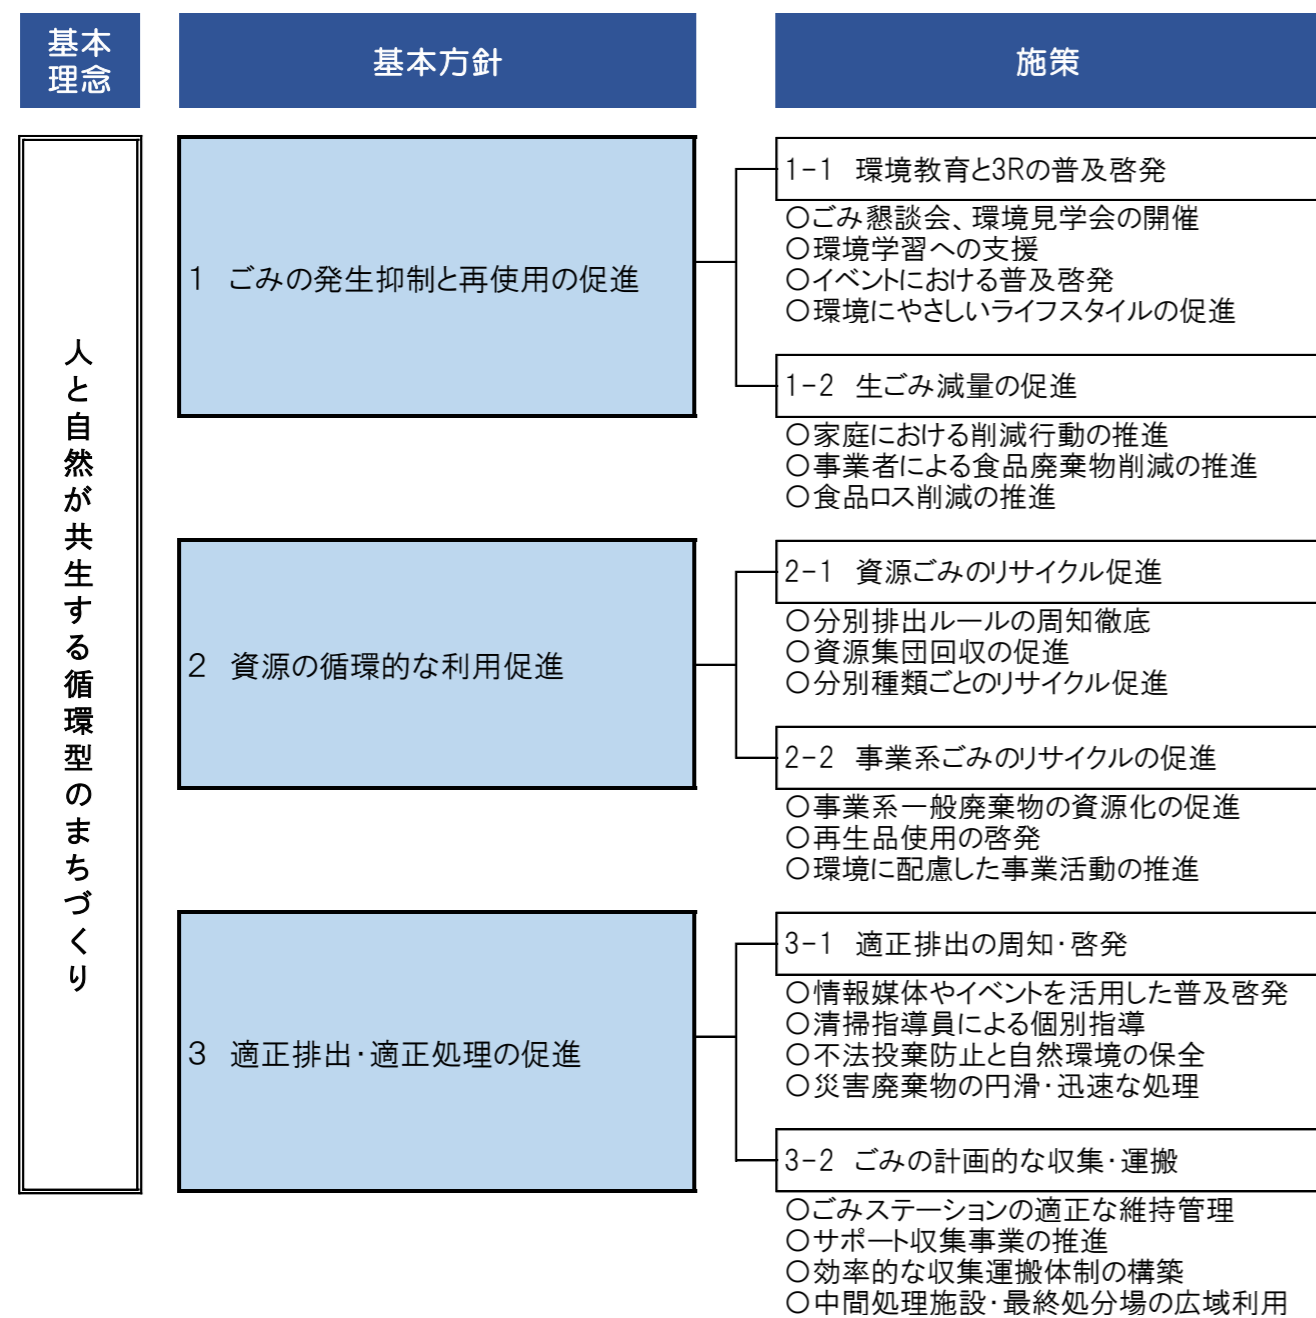 基本
理念
基本方針
施策
人と自然が共生する循環型のまちづくり
1 ごみの発生抑制と再使用の促進
1-1 環境教育と3Rの普及啓発
○ごみ懇談会、環境見学会の開催
○環境学習への支援
○イベントにおける普及啓発
○環境にやさしいライフスタイルの促進
1-2 生ごみ減量の促進
○家庭における削減行動の推進
○事業者による食品廃棄物削減の推進
○食品ロス削減の推進
2 資源の循環的な利用促進
2-1 資源ごみのリサイクル促進
○分別排出ルールの周知徹底
○資源集団回収の促進
○分別種類ごとのリサイクル促進
2-2 事業系ごみのリサイクルの促進
○事業系一般廃棄物の資源化の促進
○再生品使用の啓発
○環境に配慮した事業活動の推進
3 適正排出・適正処理の促進
3-1 適正排出の周知・啓発
○情報媒体やイベントを活用した普及啓発
○清掃指導員による個別指導
○不法投棄防止と自然環境の保全
○災害廃棄物の円滑・迅速な処理
3-2 ごみの計画的な収集・運搬
○ごみステーションの適正な維持管理
○サポート収集事業の推進
○効率的な収集運搬体制の構築
○中間処理施設・最終処分場の広域利用